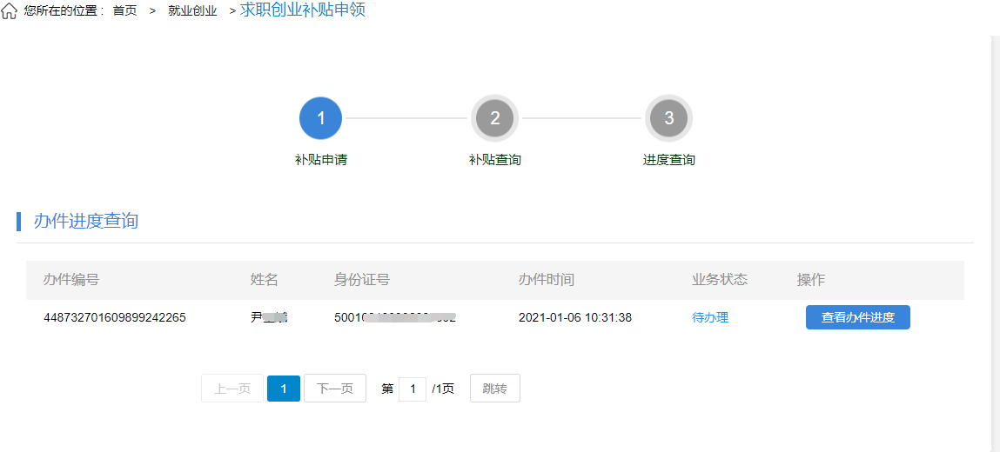 您所在的位置： 首页 > 就业创业 > 求职创业补贴申领
1 2 3
补贴申请 补贴查询 进度查询
办件进度查询
办件编号 姓名 身份证号 办件时间 业务状态 操作
448732701609899242265 尹 50010 2021-01-06 10:31:38 待办理 查看办件进度
上一页 1 下一页 第 1 /1页 跳转